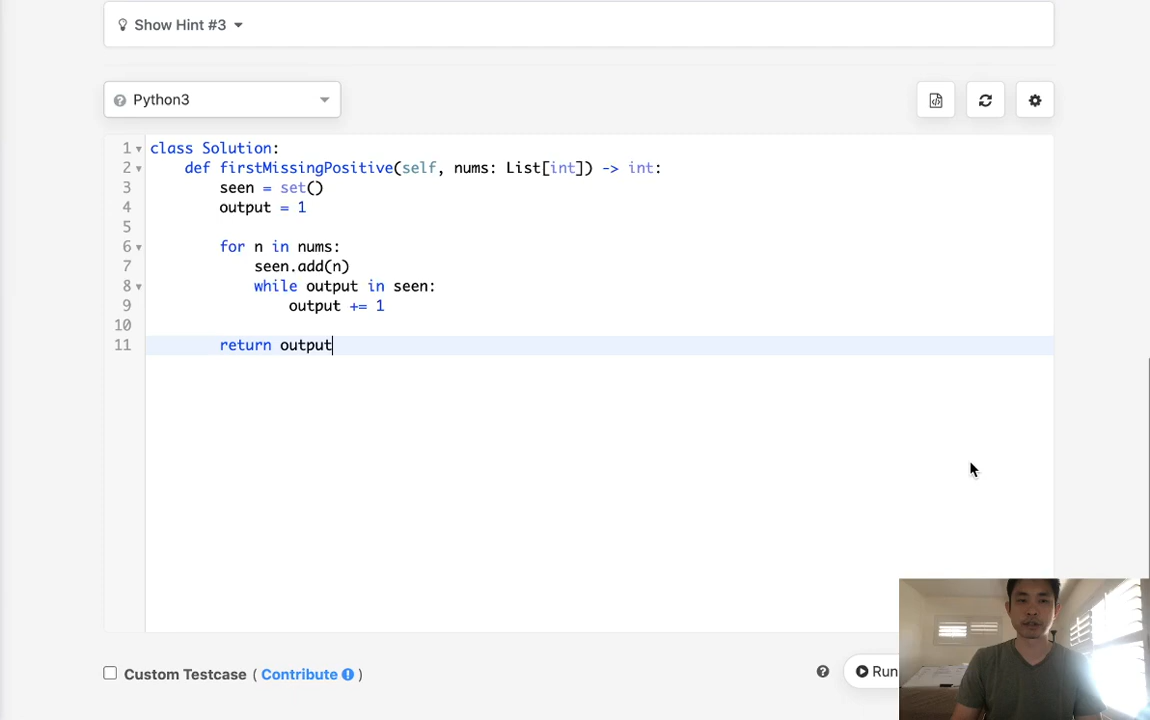 Show Hint #3
Python3
1 class Solution:
2 def firstMissingPositive(self, nums: List[int]) -> int:
3 seen = set()
4 output = 1
5
6 for n in nums:
7 seen.add(n)
8 while output in seen:
9 output += 1
10
11 return output
Custom Testcase ( Contribute )
Run